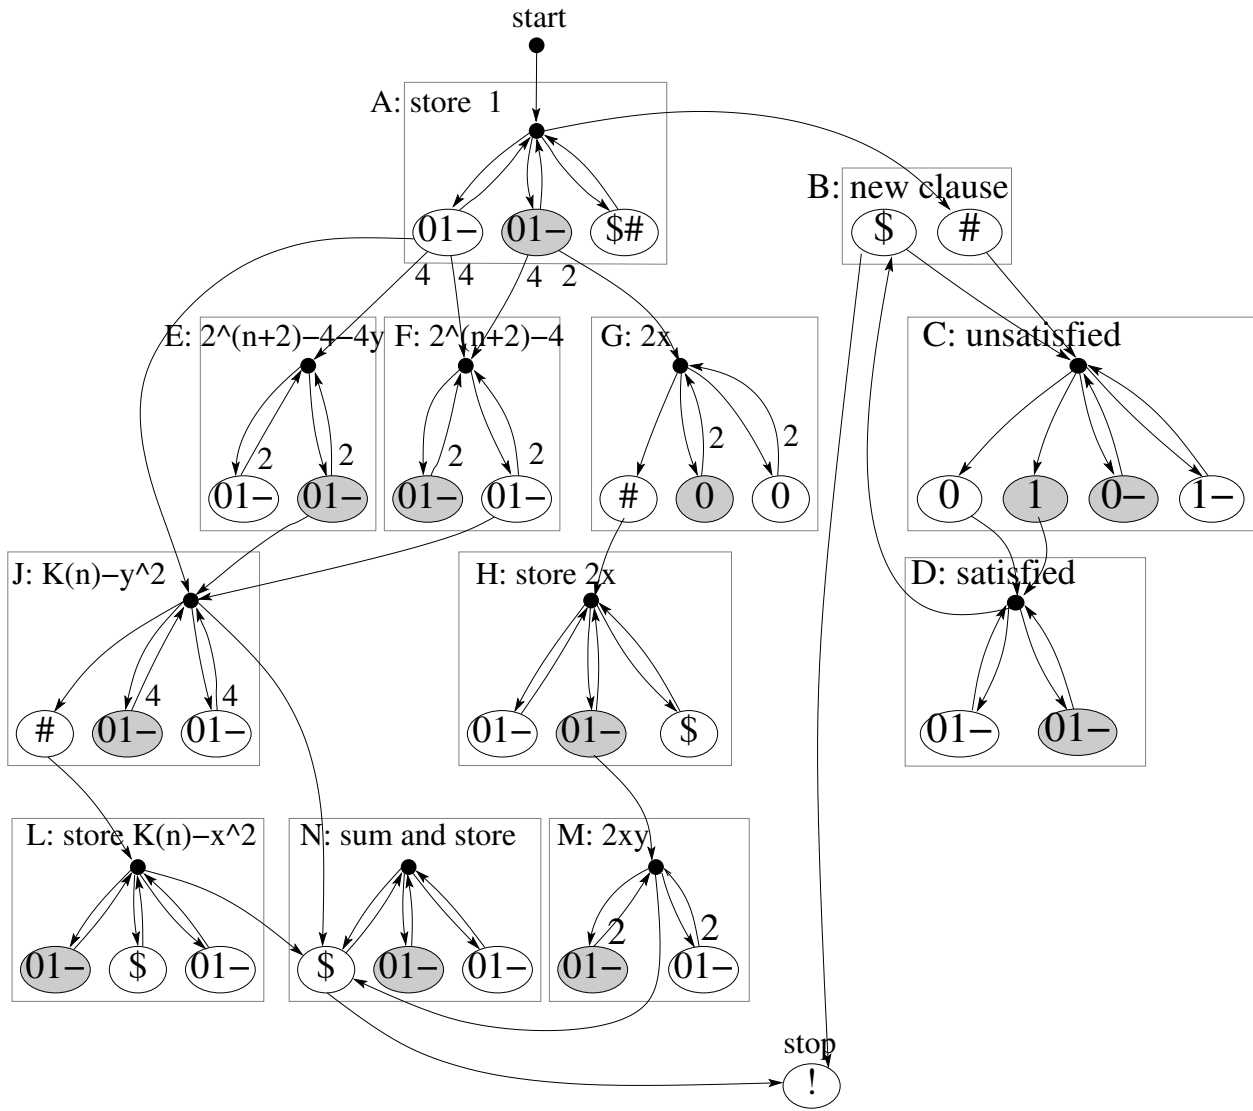 start
A: store 1
B: new clause
01− 01− $# $ #
4 4 4 2
E: 2^(n+2)−4−4y F: 2^(n+2)−4 G: 2x C: unsatisfied
2 2 2 2 2 2
01− 01− 01− 01− # 0 0 0 1 0− 1−
J: K(n)−y^2 H: store 2x D: satisfied
4 4
# 01− 01− 01− 01− $ 01− 01−
L: store K(n)−x^2 N: sum and store M: 2xy
2 2
01− $ 01− $ 01− 01− 01− 01−
stop
!